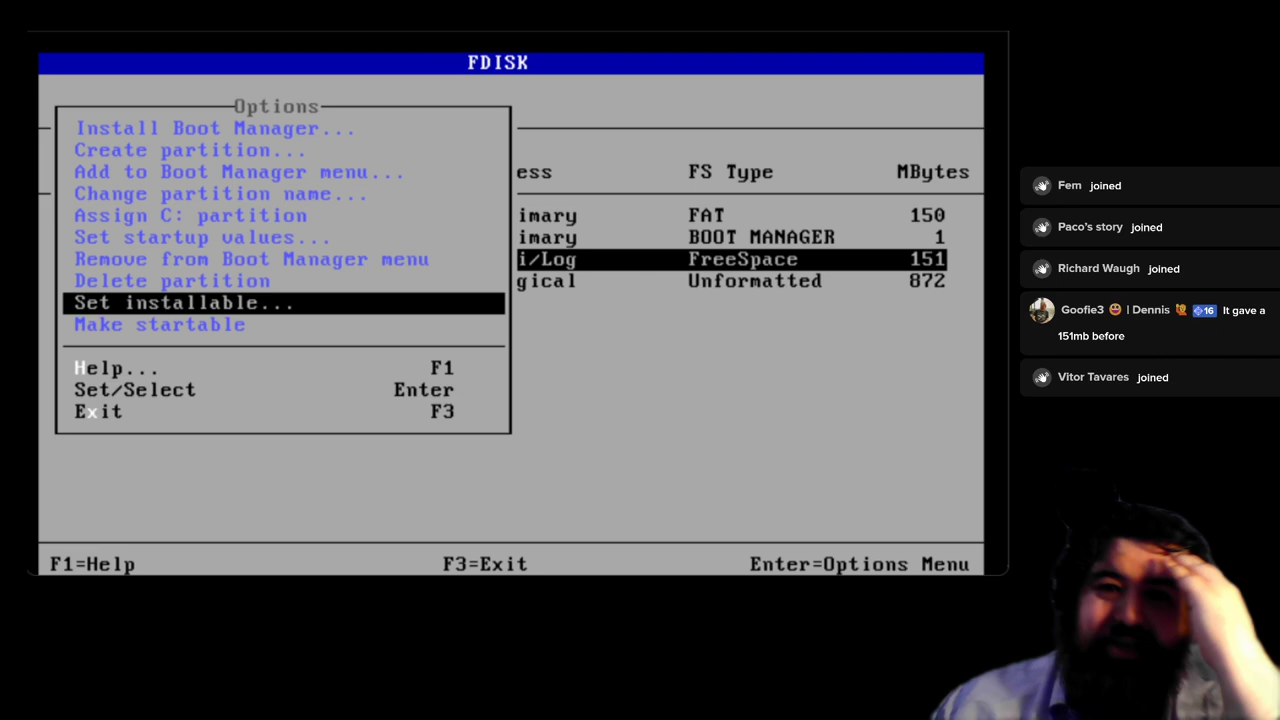 FDISK
Options
Install Boot Manager...
Create partition...
Add to Boot Manager menu...
Change partition name...
Assign C: partition
Set startup values...
Remove from Boot Manager menu
Delete partition
Set installable...
Make startable
Help... F1
Set/Select Enter
Exit F3
ess FS Type MBytes
imary FAT 150
imary BOOT MANAGER 1
i/Log FreeSpace 151
gical Unformatted 872
F1=Help F3=Exit Enter=Options Menu
Fem joined
Paco's story joined
Richard Waugh joined
Goofie3 😃 | Dennis 🙋 16 It gave a
151mb before
Vitor Tavares joined